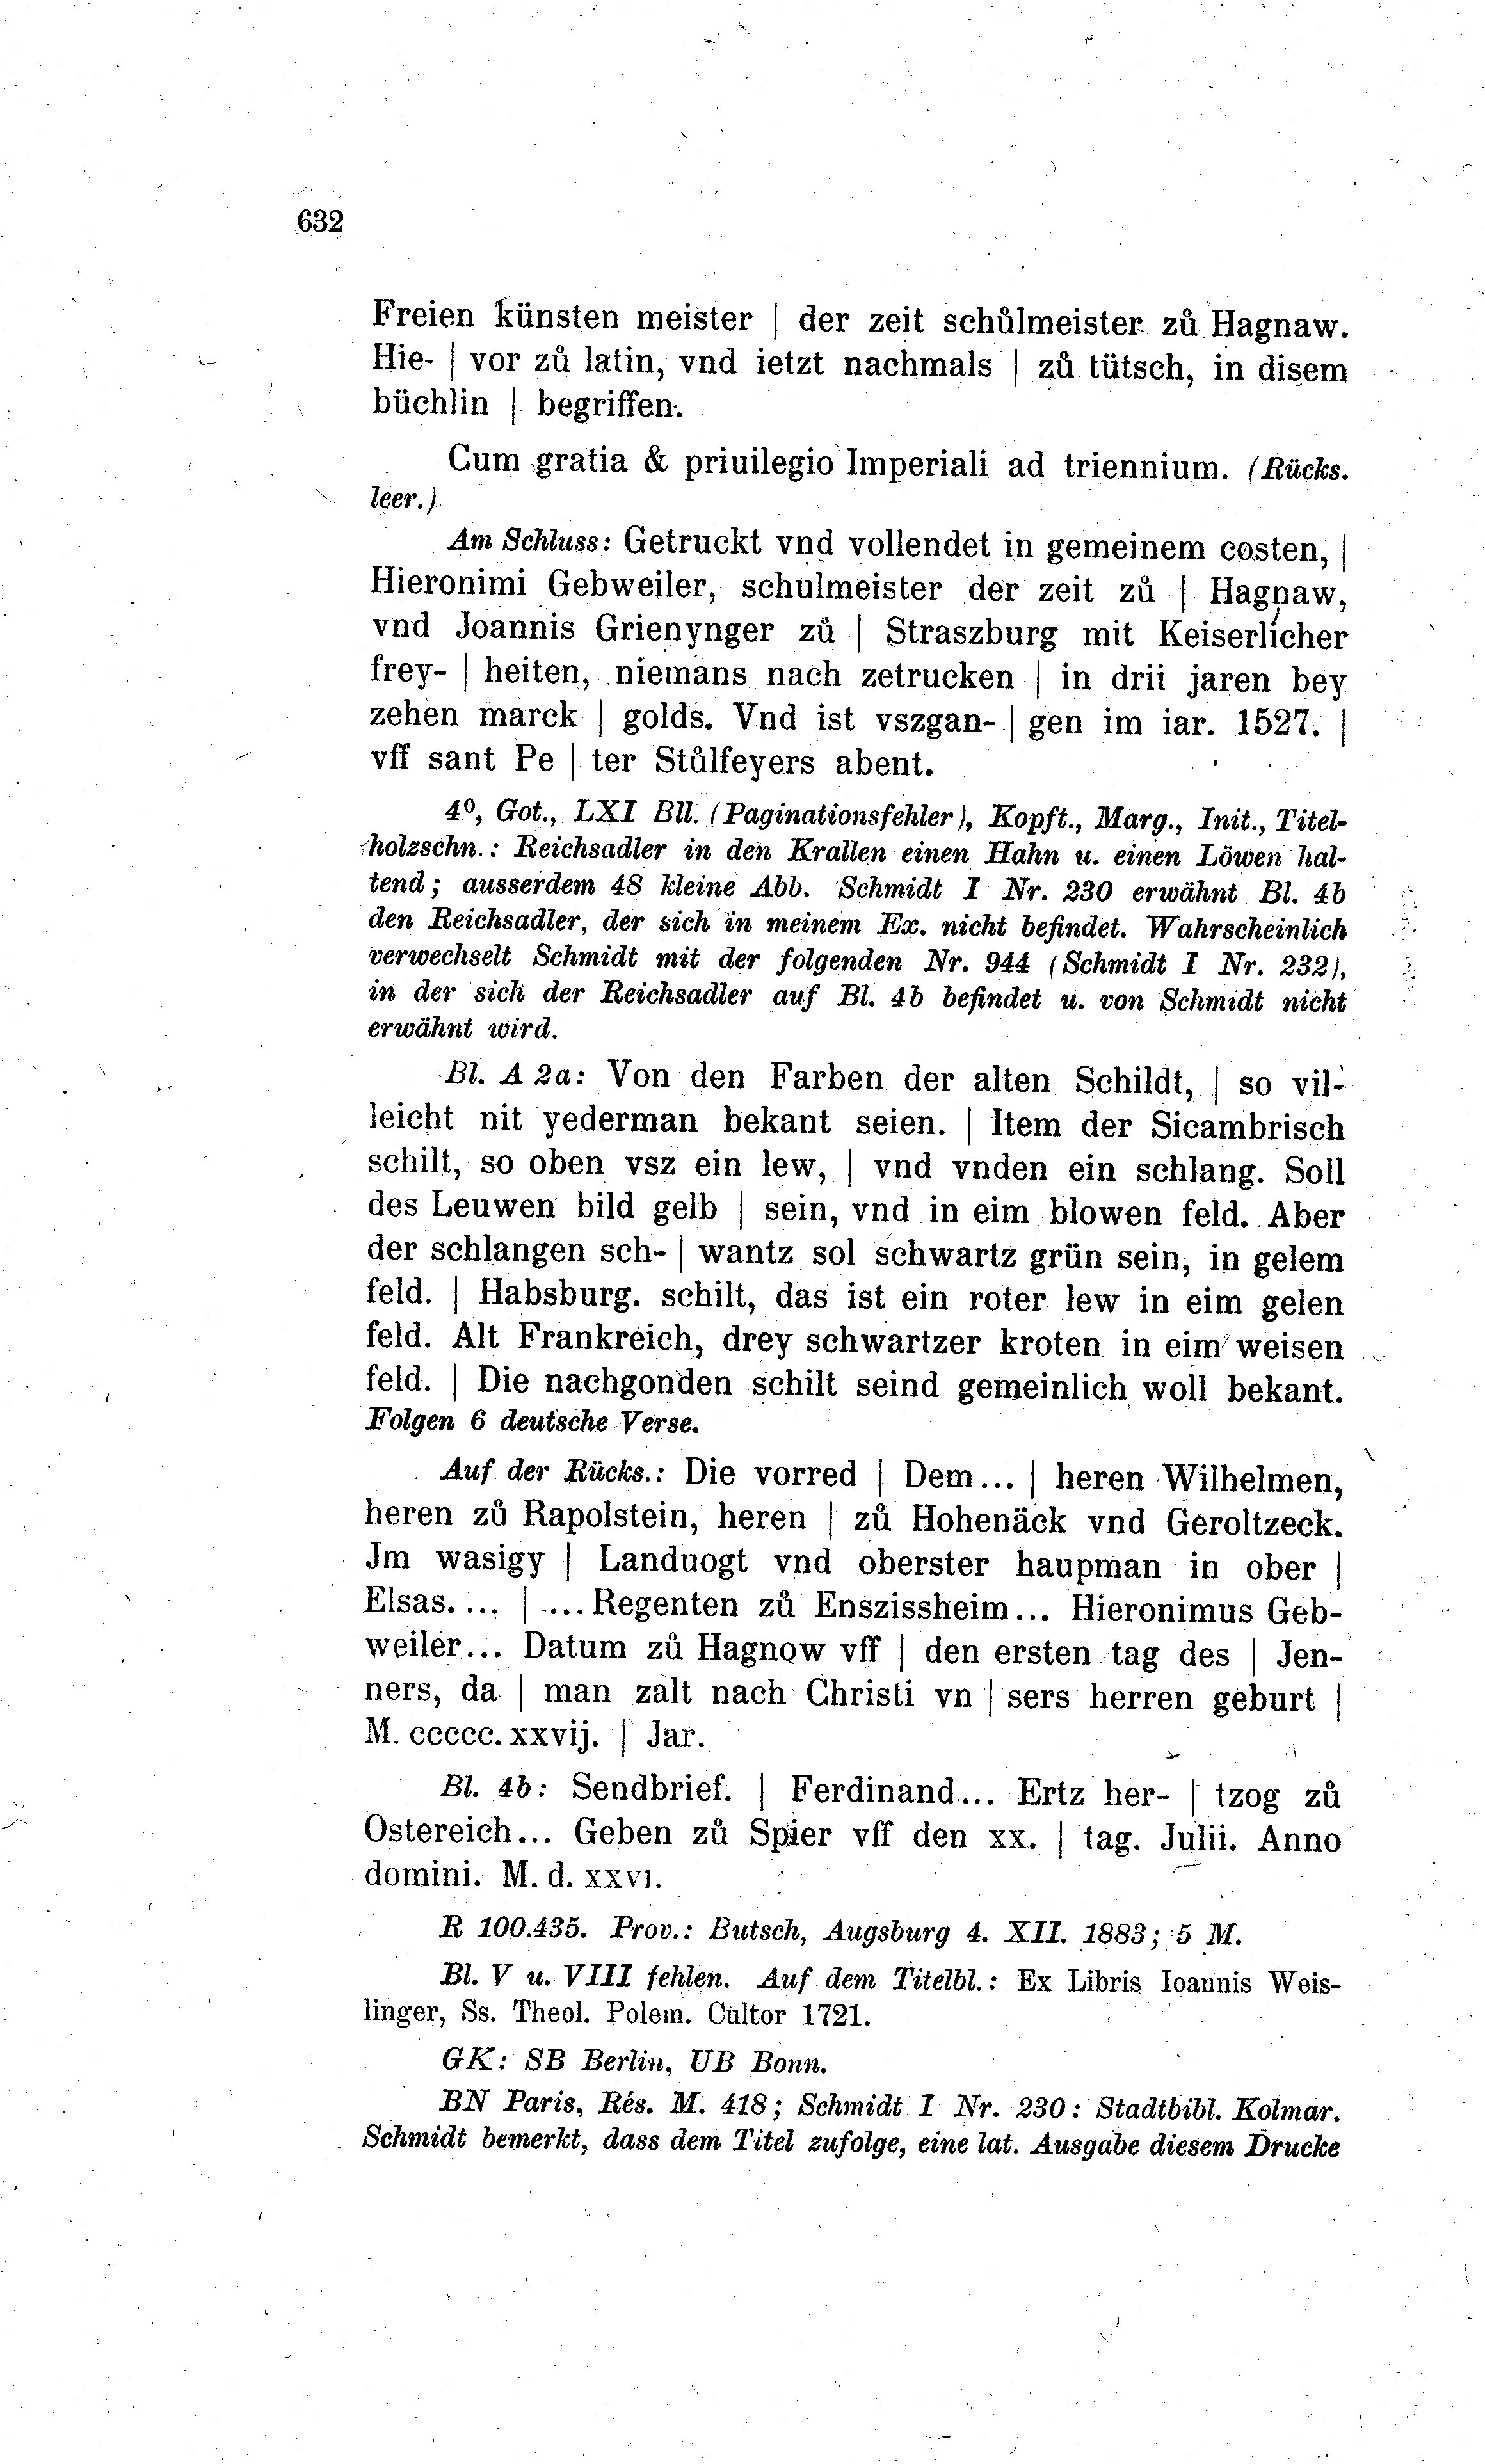 632
Freien künsten meister | der zeit schůlmeister zů Hagnaw.
Hie- | vor zů latin, vnd ietzt nachmals | zů tütsch, in disem
büchlin | begriffen.
Cum gratia & priuilegio Imperiali ad triennium. (Rücks.
leer.)
Am Schluss: Getruckt vnd vollendet in gemeinem costen, |
Hieronimi Gebweiler, schulmeister der zeit zů | Hagnaw,
vnd Joannis Grienynger zů | Straszburg mit Keiserlicher
frey- | heiten, niemans nach zetrucken | in drii jaren bey
zehen marck | golds. Vnd ist vszgan- | gen im iar. 1527. |
vff sant Pe | ter Stůlfeyers abent.
4⁰, Got., LXI Bll. (Paginationsfehler), Kopft., Marg., Init., Titel-
holzschn.: Reichsadler in den Krallen einen Hahn u. einen Löwen hal-
tend; ausserdem 48 kleine Abb. Schmidt I Nr. 230 erwähnt Bl. 4b
den Reichsadler, der sich in meinem Ex. nicht befindet. Wahrscheinlich
verwechselt Schmidt mit der folgenden Nr. 944 (Schmidt I Nr. 232),
in der sich der Reichsadler auf Bl. 4b befindet u. von Schmidt nicht
erwähnt wird.
Bl. A 2a: Von den Farben der alten Schildt, | so vil-
leicht nit yederman bekant seien. | Item der Sicambrisch
schilt, so oben vsz ein lew, | vnd vnden ein schlang. Soll
des Leuwen bild gelb | sein, vnd in eim blowen feld. Aber
der schlangen sch- | wantz sol schwartz grün sein, in gelem
feld. | Habsburg. schilt, das ist ein roter lew in eim gelen
feld. Alt Frankreich, drey schwartzer kroten in eim weisen
feld. | Die nachgonden schilt seind gemeinlich woll bekant.
Folgen 6 deutsche Verse.
Auf der Rücks.: Die vorred | Dem... | heren Wilhelmen,
heren zů Rapolstein, heren | zů Hohenäck vnd Geroltzeck.
Jm wasigy | Landuogt vnd oberster haupman in ober |
Elsas.... | ... Regenten zů Enszissheim... Hieronimus Geb-
weiler... Datum zů Hagnow vff | den ersten tag des | Jen-
ners, da | man zält nach Christi vn | sers herren geburt |
M. ccccc. xxvij. | Jar.
Bl. 4b: Sendbrief. | Ferdinand... Ertz her- | tzog zů
Ostereich... Geben zů Spier vff den xx. | tag. Julii. Anno
domini. M. d. xxvi.
R 100.435. Prov.: Butsch, Augsburg 4. XII. 1883; 5 M.
Bl. V u. VIII fehlen. Auf dem Titelbl.: Ex Libris Ioannis Weis-
linger, Ss. Theol. Polem. Cultor 1721.
GK: SB Berlin, UB Bonn.
BN Paris, Rés. M. 418; Schmidt I Nr. 230: Stadtbibl. Kolmar.
Schmidt bemerkt, dass dem Titel zufolge, eine lat. Ausgabe diesem Drucke